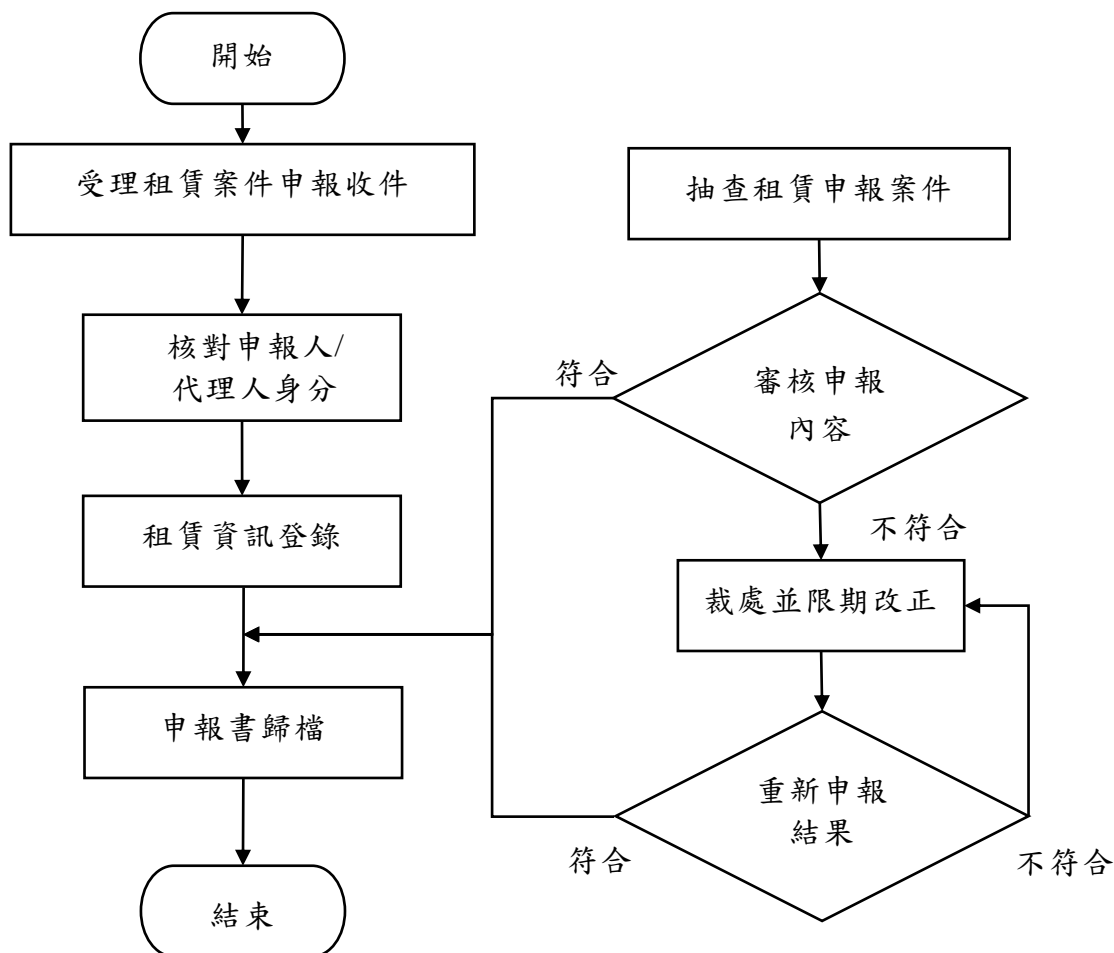 開始
受理租賃案件申報收件
核對申報人/
代理人身分
租賃資訊登錄
申報書歸檔
結束
抽查租賃申報案件
符合
審核申報
內容
不符合
裁處並限期改正
重新申報
結果
符合
不符合